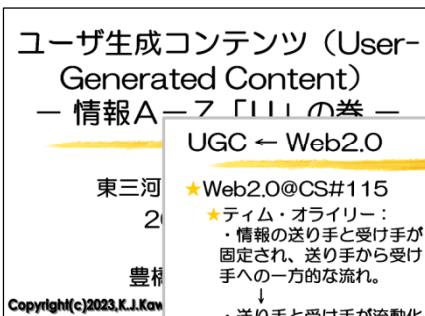 ユーザ生成コンテンツ（User-
Generated Content）
－ 情報A－Z「U」の巻 －
東三河
豊橋
Copyright(c)2023,K.J.Kaw
UGC ← Web2.0
★Web2.0@CS#115
★ティム・オライリー：
・情報の送り手と受け手が
固定され、送り手から受け
手への一方的な流れ。
↓
・送り手と受け手が流動化